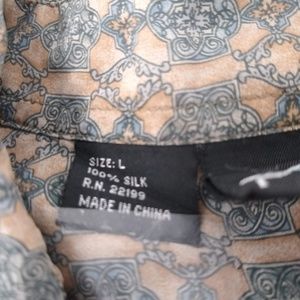 SIZE: L
100% SILK
R.N. 22199
MADE IN CHINA